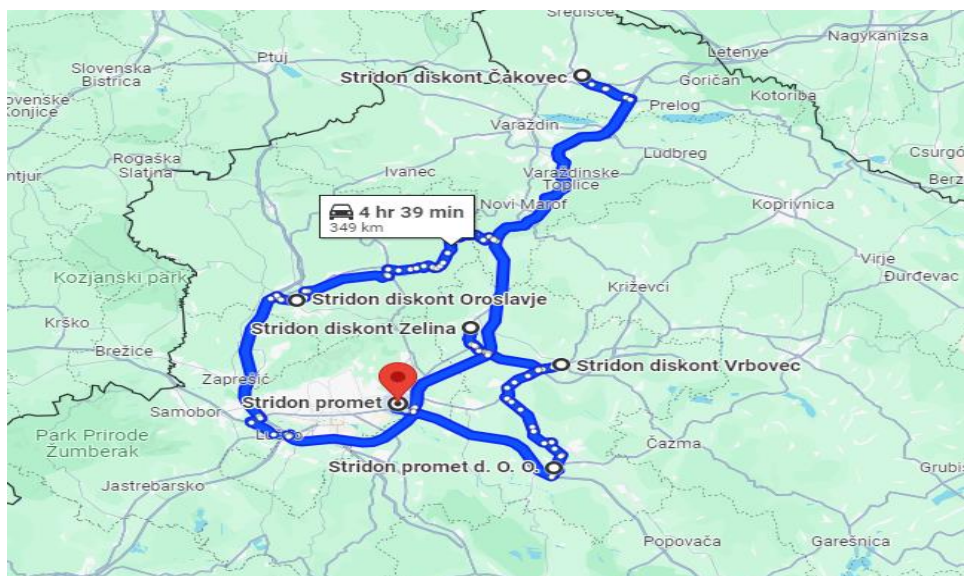 Središće
Nagykanizsa
Letenye
Ptuj
Slovenska
Bistrica
Stridon diskont Čakovec
Goričan
Kotoriba
ovenske
Konjice
Prelog
Varaždin
Ludbreg
Csurgó
Rogaška
Slatina
Ivanec
Varaždinske
Toplice
ntjur
Berz
Novi Marof
Koprivnica
4 hr 39 min
349 km
Virje
Kozjanski park
Đurđevac
Križevci
Stridon diskont Oroslavje
Krško
Stridon diskont Zelina
Brežice
Stridon diskont Vrbovec
Zaprešić
Stridon promet
Samobor
Park Prirode
Žumberak
Čazma
Stridon promet d. O. O.
Grubis
Jastrebarsko
Popovača
Garešnica